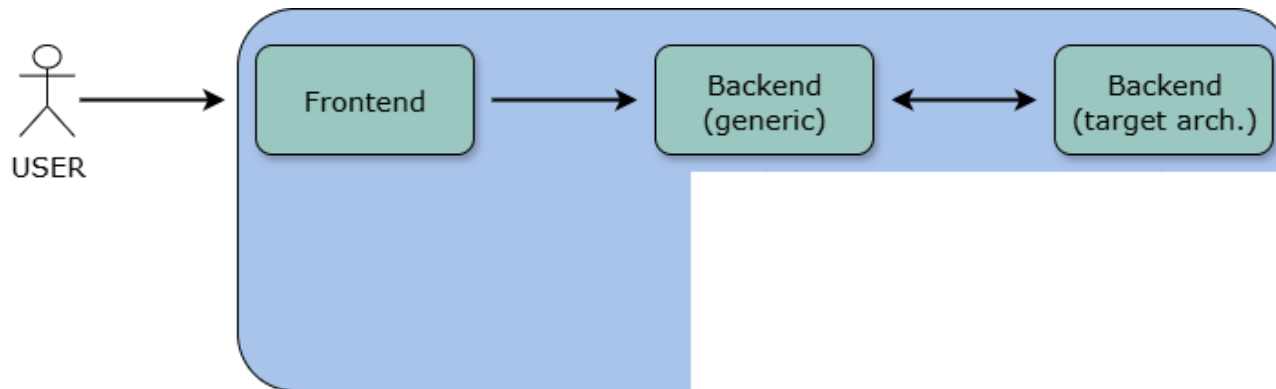 USER
Frontend
Backend
(generic)
Backend
(target arch.)